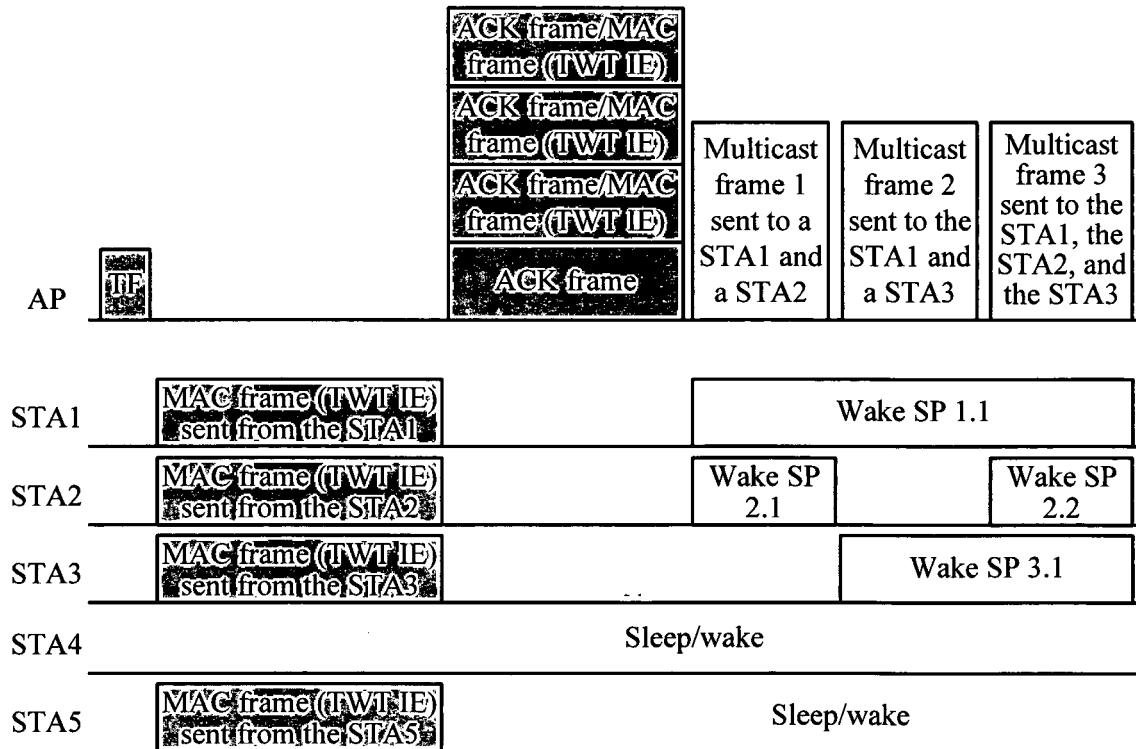 ACK frame/MAC
frame (TWT IE)
ACK frame/MAC
frame (TWT IE)
ACK frame/MAC
frame (TWT IE)
ACK frame
Multicast
frame 1
sent to a
STA1 and
a STA2
Multicast
frame 2
sent to the
STA1 and
a STA3
Multicast
frame 3
sent to the
STA1, the
STA2, and
the STA3
AP
TF
STA1
MAC frame (TWT IE)
sent from the STA1
Wake SP 1.1
STA2
MAC frame (TWT IE)
sent from the STA2
Wake SP
2.1
Wake SP
2.2
STA3
MAC frame (TWT IE)
sent from the STA3
Wake SP 3.1
STA4
Sleep/wake
STA5
MAC frame (TWT IE)
sent from the STA5
Sleep/wake